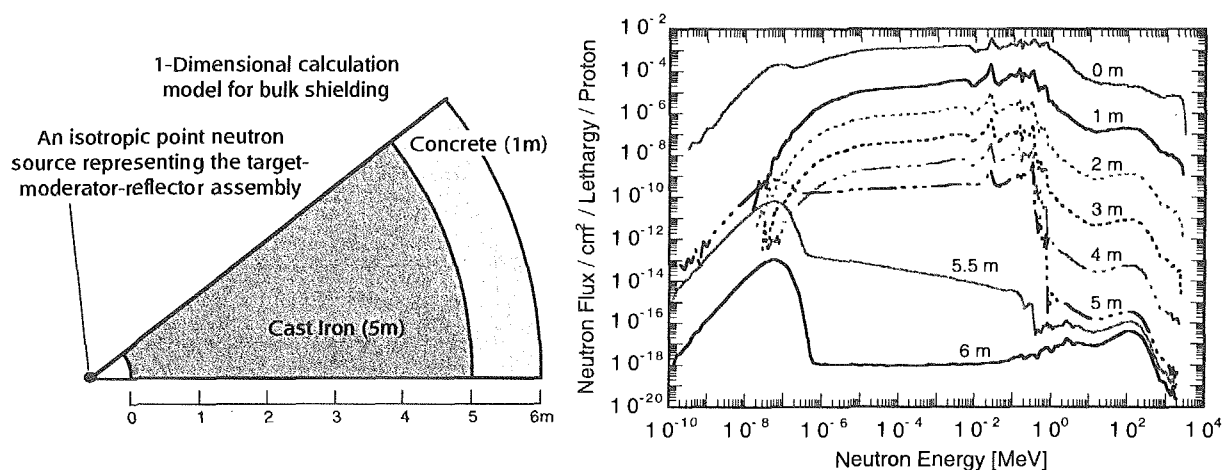 1-Dimensional calculation
model for bulk shielding
An isotropic point neutron
source representing the target-
moderator-reflector assembly
Concrete (1m)
Cast Iron (5m)
0 1 2 3 4 5 6m
Neutron Flux / cm² / Lethargy / Proton
10⁻²
10⁻⁴
10⁻⁶
10⁻⁸
10⁻¹⁰
10⁻¹²
10⁻¹⁴
10⁻¹⁶
10⁻¹⁸
10⁻²⁰
0 m
1 m
2 m
3 m
4 m
5.5 m
5 m
6 m
10⁻¹⁰ 10⁻⁸ 10⁻⁶ 10⁻⁴ 10⁻² 10⁰ 10² 10⁴
Neutron Energy [MeV]